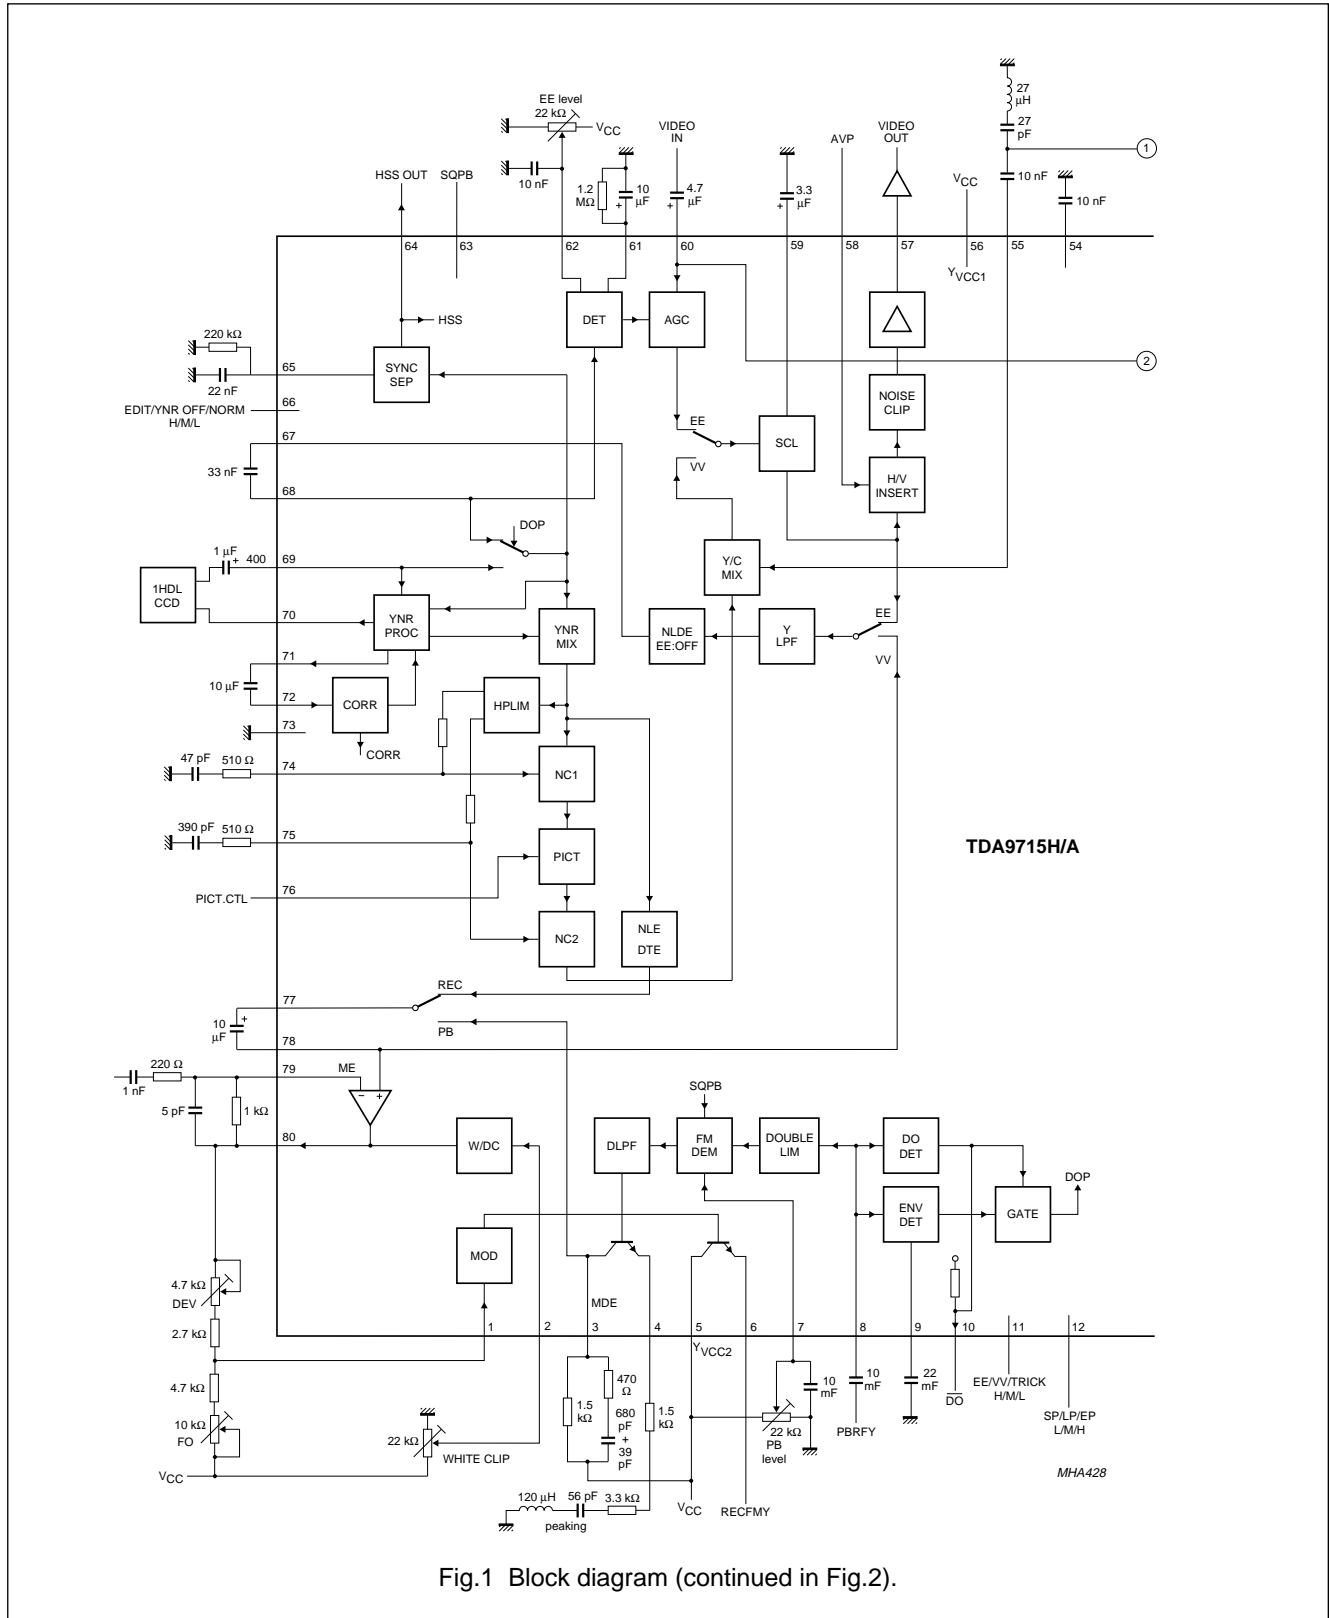 27
μH
EE level
22 kΩ
VCC
VIDEO
IN
VIDEO
OUT
27
pF
AVP
1
HSS OUT
SQPB
10 nF
1.2
MΩ
10
μF
+
4.7
μF
+
3.3
μF
+
VCC
10 nF
10 nF
64
63
62
61
60
59
58
57
56
55
54
YVCC1
HSS
DET
AGC
220 kΩ
65
SYNC
SEP
2
22 nF
66
EDIT/YNR OFF/NORM
H/M/L
NOISE
CLIP
67
EE
SCL
VV
H/V
INSERT
33 nF
68
DOP
1 μF
+
400
69
Y/C
MIX
1HDL
CCD
70
YNR
PROC
YNR
MIX
NLDE
EE:OFF
Y
LPF
EE
VV
71
10 μF
72
CORR
HPLIM
73
CORR
47 pF
510 Ω
74
NC1
390 pF
510 Ω
75
TDA9715H/A
PICT
PICT.CTL
76
NC2
NLE
DTE
77
REC
10
μF
+
PB
78
220 Ω
79
ME
1 nF
− +
SQPB
5 pF
1 kΩ
80
W/DC
DLPF
FM
DEM
DOUBLE
LIM
DO
DET
DOP
ENV
DET
GATE
MOD
4.7 kΩ
DEV
MDE
2.7 kΩ
1
2
3
4
5
6
7
8
9
10
11
12
YVCC2
4.7 kΩ
470
Ω
10
mF
10
mF
22
mF
DO
EE/VV/TRICK
H/M/L
1.5
kΩ
680
pF
+
39
pF
1.5
kΩ
10 kΩ
FO
22 kΩ
WHITE CLIP
22 kΩ
PB
level
PBRFY
SP/LP/EP
L/M/H
VCC
MHA428
120 μH
56 pF
3.3 kΩ
peaking
VCC
RECFMY
Fig.1 Block diagram (continued in Fig.2).